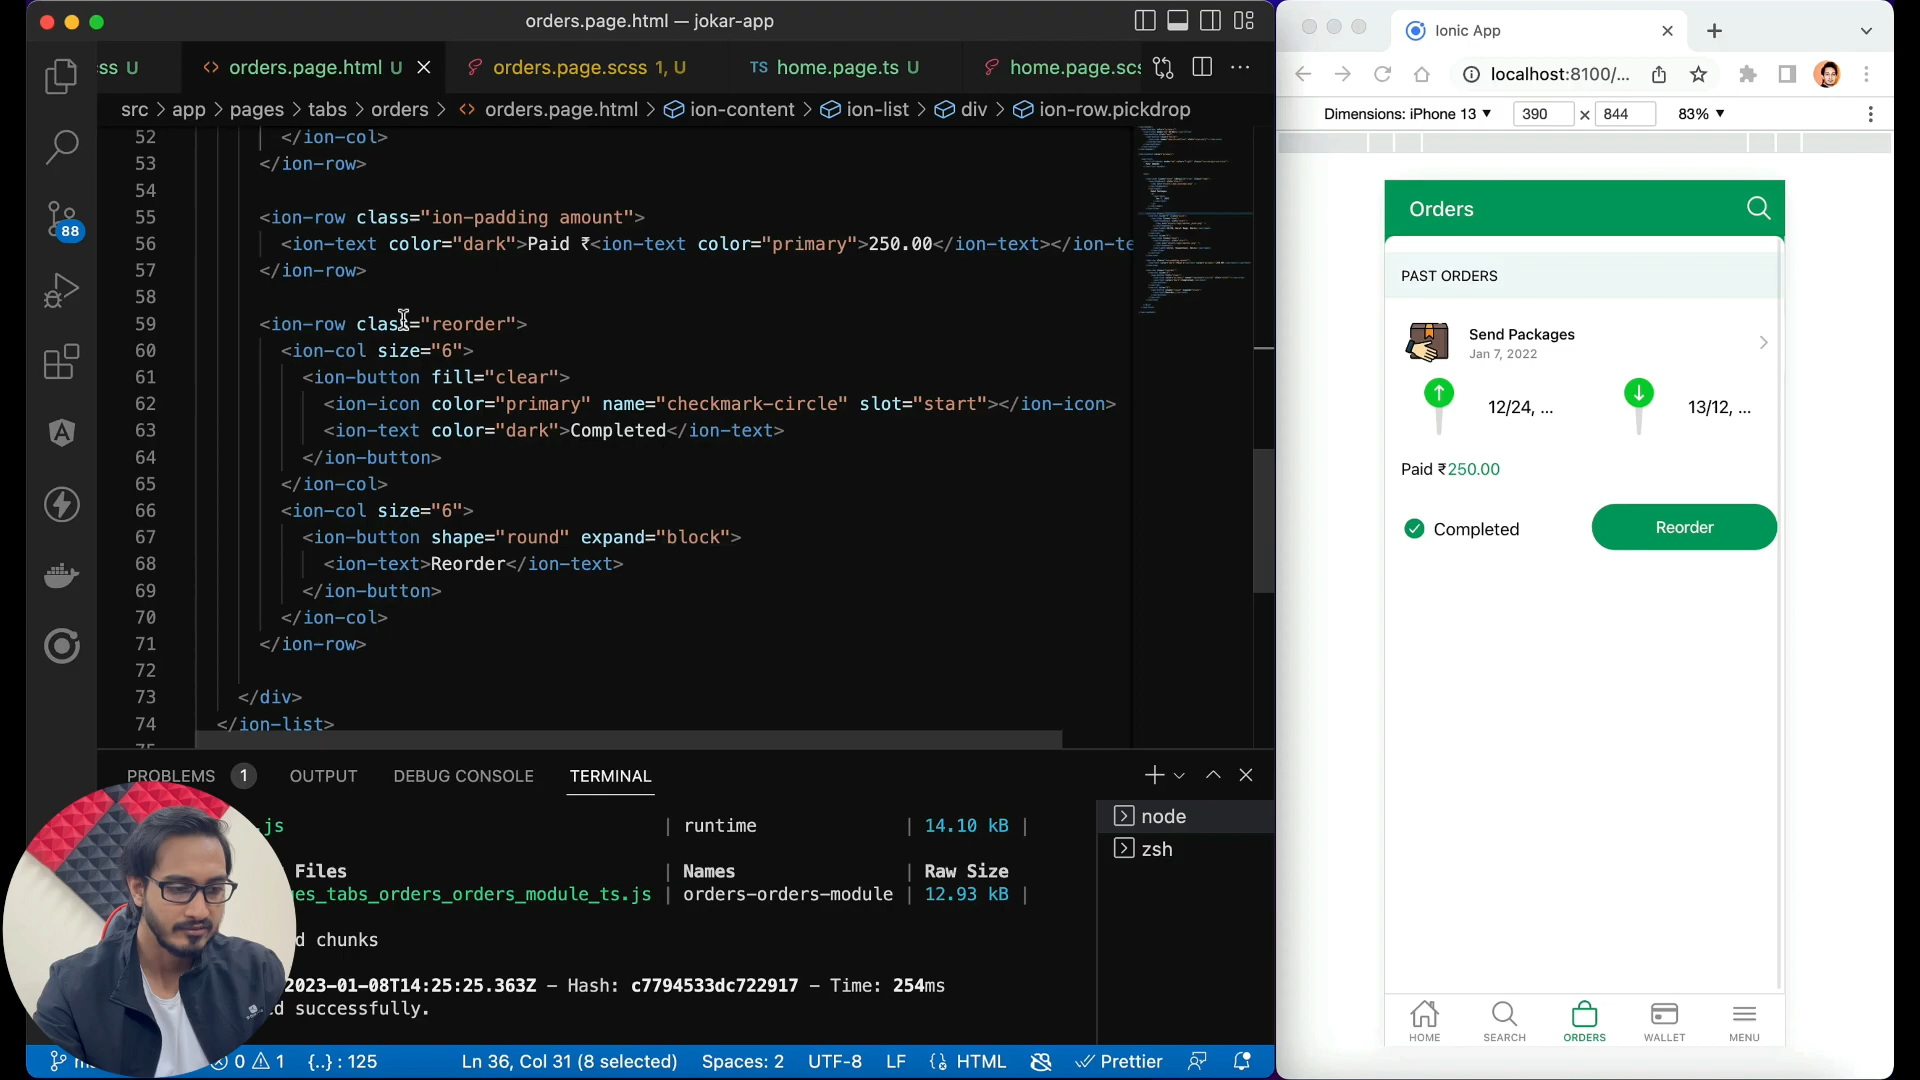 orders.page.html — jokar-app
ss U
<> orders.page.html U
orders.page.scss 1, U
TS home.page.ts U
home.page.scs
src > app > pages > tabs > orders > <> orders.page.html > ion-content > ion-list > div > ion-row.pickdrop
52 </ion-col>
53 </ion-row>
54
55 <ion-row class="ion-padding amount">
56 <ion-text color="dark">Paid ₹<ion-text color="primary">250.00</ion-text></ion-te
57 </ion-row>
58
59 <ion-row class="reorder">
60 <ion-col size="6">
61 <ion-button fill="clear">
62 <ion-icon color="primary" name="checkmark-circle" slot="start"></ion-icon>
63 <ion-text color="dark">Completed</ion-text>
64 </ion-button>
65 </ion-col>
66 <ion-col size="6">
67 <ion-button shape="round" expand="block">
68 <ion-text>Reorder</ion-text>
69 </ion-button>
70 </ion-col>
71 </ion-row>
72
73 </div>
74 </ion-list>
75
88
PROBLEMS 1 OUTPUT DEBUG CONSOLE TERMINAL
.js | runtime | 14.10 kB |
Files | Names | Raw Size
es_tabs_orders_orders_module_ts.js | orders-orders-module | 12.93 kB |
d chunks
2023-01-08T14:25:25.363Z – Hash: c7794533dc722917 – Time: 254ms
d successfully.
node
zsh
0 1 {..} : 125 Ln 36, Col 31 (8 selected) Spaces: 2 UTF-8 LF HTML Prettier
Ionic App
localhost:8100/...
Dimensions: iPhone 13 ▼ 390 × 844 83% ▼
Orders
PAST ORDERS
Send Packages
Jan 7, 2022
12/24, ... 13/12, ...
Paid ₹250.00
Completed Reorder
HOME SEARCH ORDERS WALLET MENU